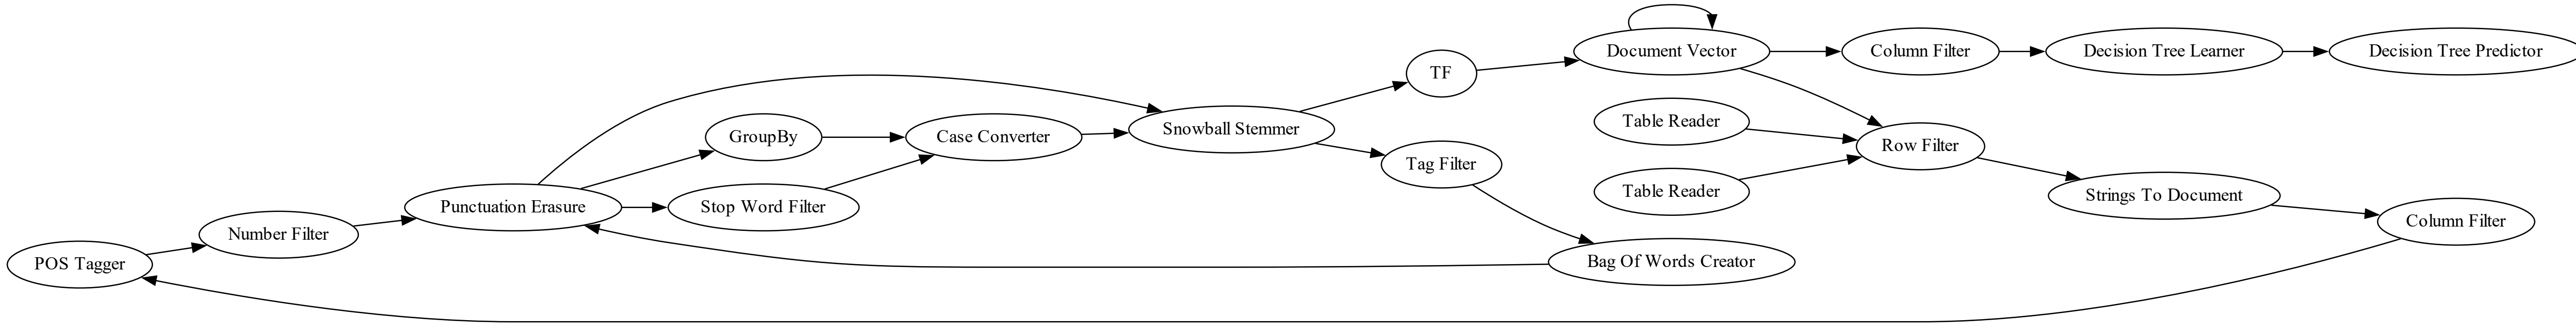 POS Tagger
Number Filter
Punctuation Erasure
GroupBy
Stop Word Filter
Case Converter
Snowball Stemmer
TF
Tag Filter
Document Vector
Table Reader
Table Reader
Bag Of Words Creator
Column Filter
Row Filter
Decision Tree Learner
Strings To Document
Decision Tree Predictor
Column Filter